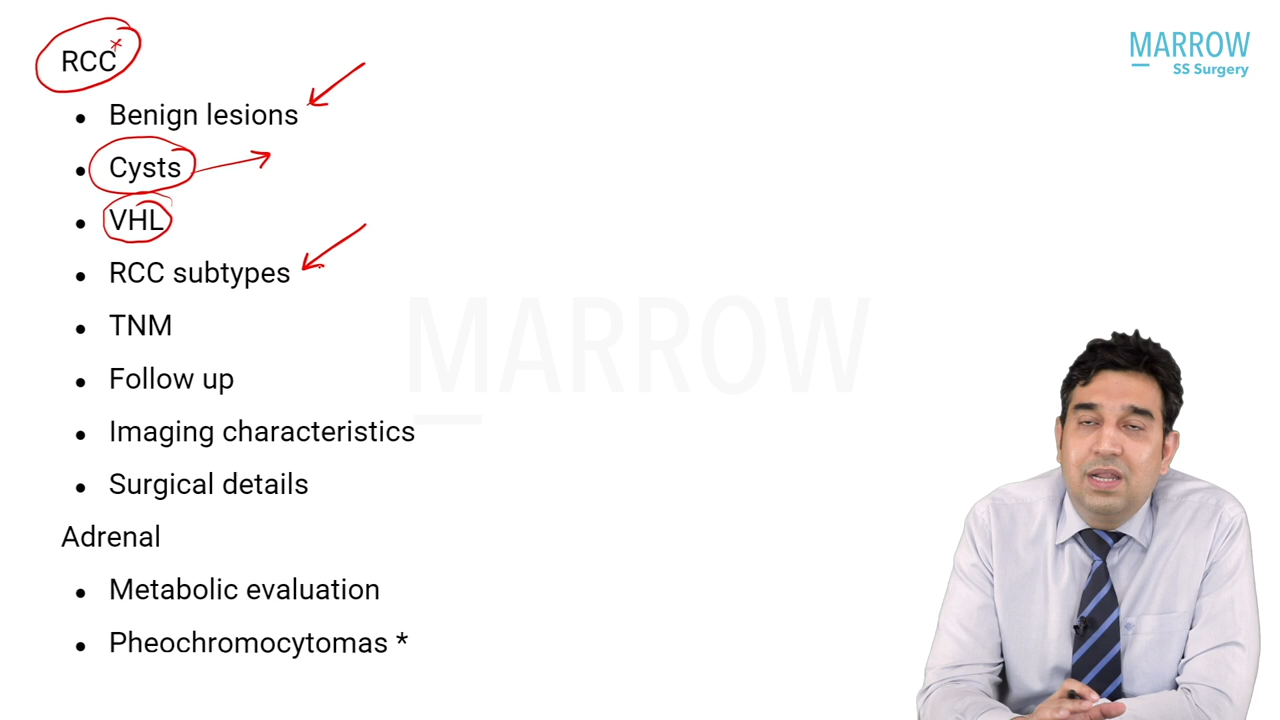 RCC*
• Benign lesions
• Cysts
• VHL
• RCC subtypes
• TNM
• Follow up
• Imaging characteristics
• Surgical details
Adrenal
• Metabolic evaluation
• Pheochromocytomas *
MARROW
SS Surgery
MARROW